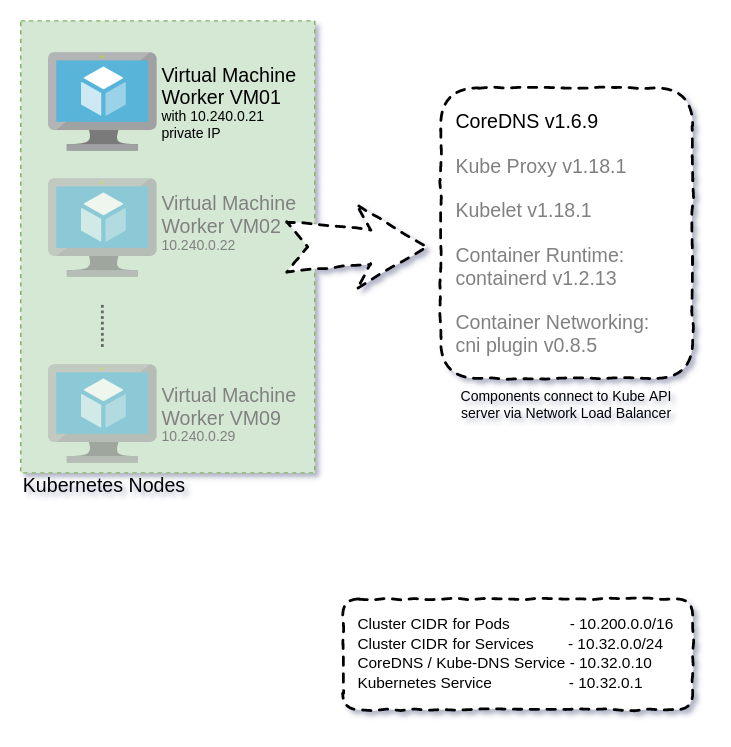 Virtual Machine
Worker VM01
with 10.240.0.21
private IP
Virtual Machine
Worker VM02
10.240.0.22
Virtual Machine
Worker VM09
10.240.0.29
Kubernetes Nodes
CoreDNS v1.6.9
Kube Proxy v1.18.1
Kubelet v1.18.1
Container Runtime:
containerd v1.2.13
Container Networking:
cni plugin v0.8.5
Components connect to Kube API
server via Network Load Balancer
Cluster CIDR for Pods - 10.200.0.0/16
Cluster CIDR for Services - 10.32.0.0/24
CoreDNS / Kube-DNS Service - 10.32.0.10
Kubernetes Service - 10.32.0.1